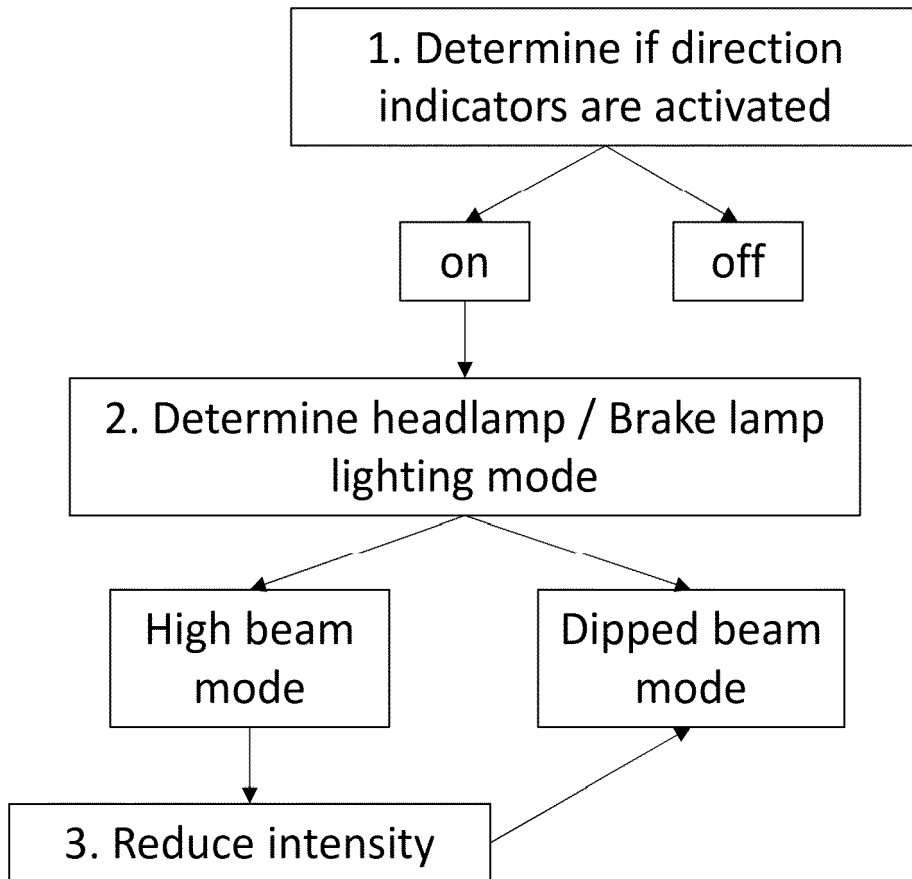 1. Determine if direction
indicators are activated
on
off
2. Determine headlamp / Brake lamp
lighting mode
High beam
mode
Dipped beam
mode
3. Reduce intensity